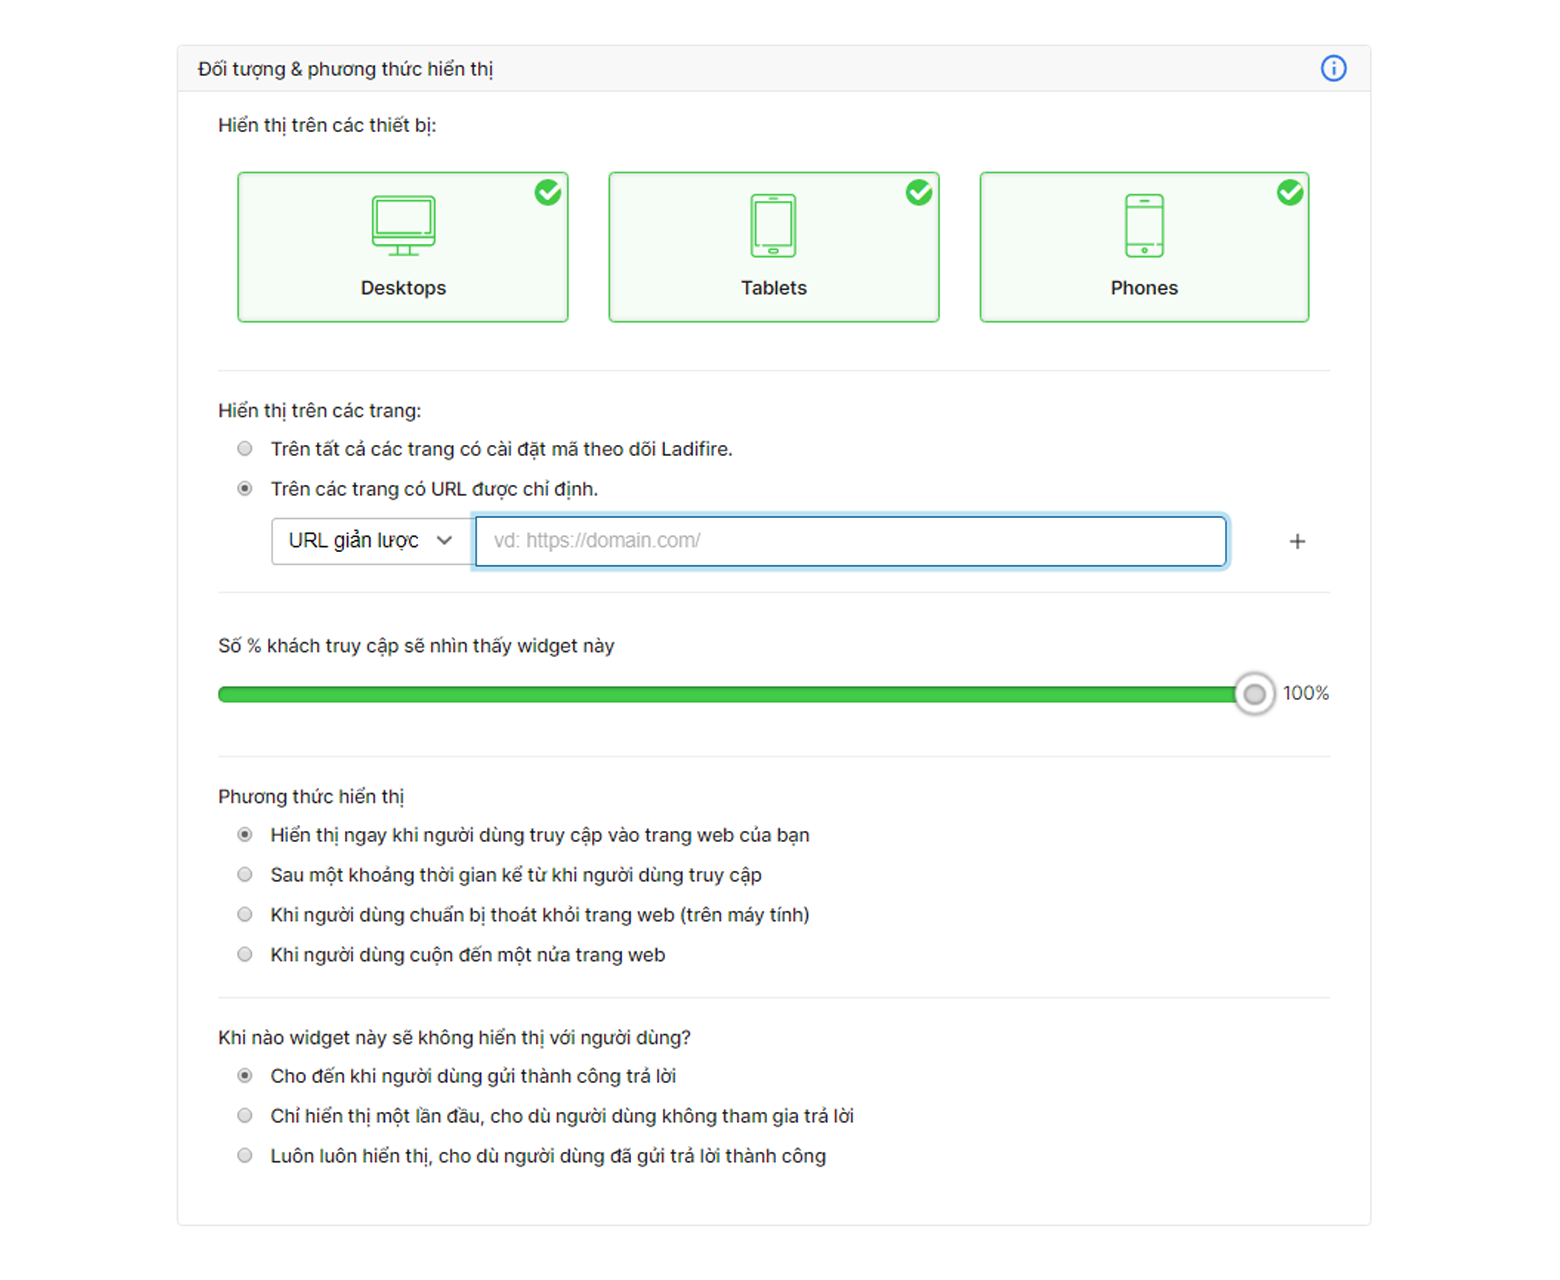 Đối tượng & phương thức hiển thị
Hiển thị trên các thiết bị:
Desktops
Tablets
Phones
Hiển thị trên các trang:
Trên tất cả các trang có cài đặt mã theo dõi Ladifire.
Trên các trang có URL được chỉ định.
URL giản lược
vd: https://domain.com/
Số % khách truy cập sẽ nhìn thấy widget này
100%
Phương thức hiển thị
Hiển thị ngay khi người dùng truy cập vào trang web của bạn
Sau một khoảng thời gian kể từ khi người dùng truy cập
Khi người dùng chuẩn bị thoát khỏi trang web (trên máy tính)
Khi người dùng cuộn đến một nửa trang web
Khi nào widget này sẽ không hiển thị với người dùng?
Cho đến khi người dùng gửi thành công trả lời
Chỉ hiển thị một lần đầu, cho dù người dùng không tham gia trả lời
Luôn luôn hiển thị, cho dù người dùng đã gửi trả lời thành công